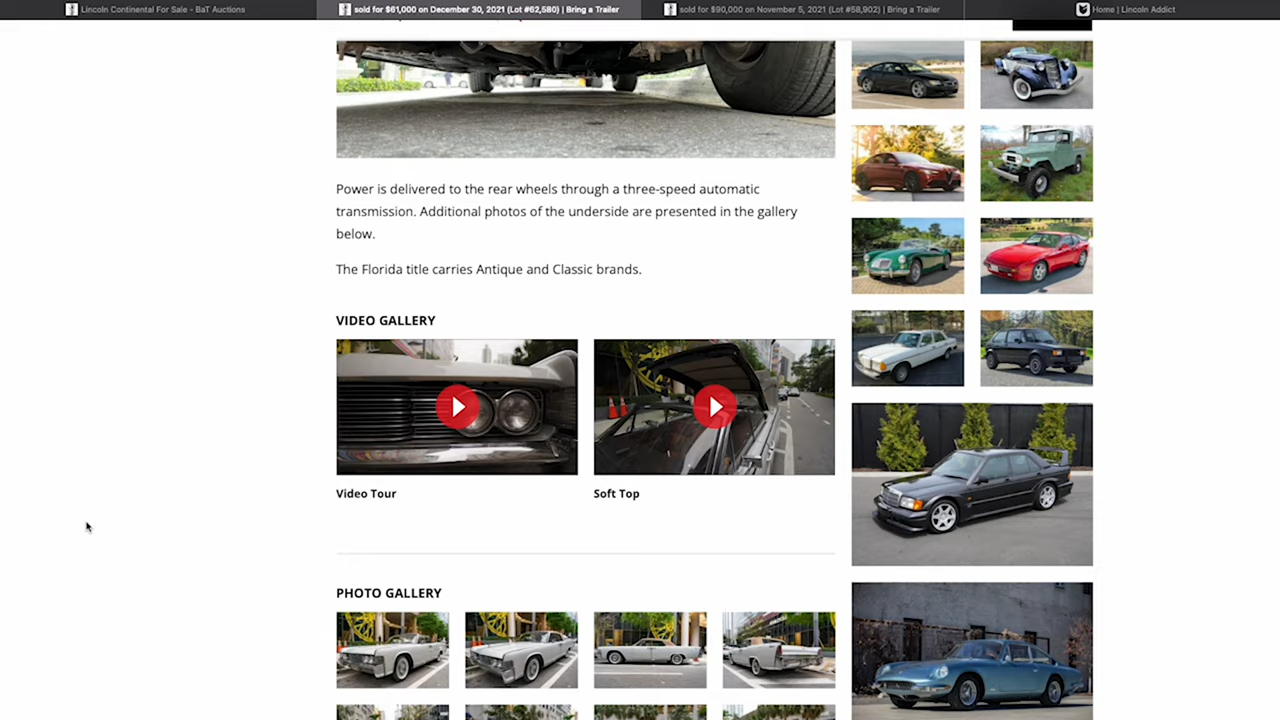 Lincoln Continental For Sale - BaT Auctions
sold for $61,000 on December 30, 2021 (Lot #62,580) | Bring a Trailer
sold for $90,000 on November 5, 2021 (Lot #58,902) | Bring a Trailer
Home | Lincoln Addict
Power is delivered to the rear wheels through a three-speed automatic
transmission. Additional photos of the underside are presented in the gallery
below.
The Florida title carries Antique and Classic brands.
VIDEO GALLERY
Video Tour
Soft Top
PHOTO GALLERY